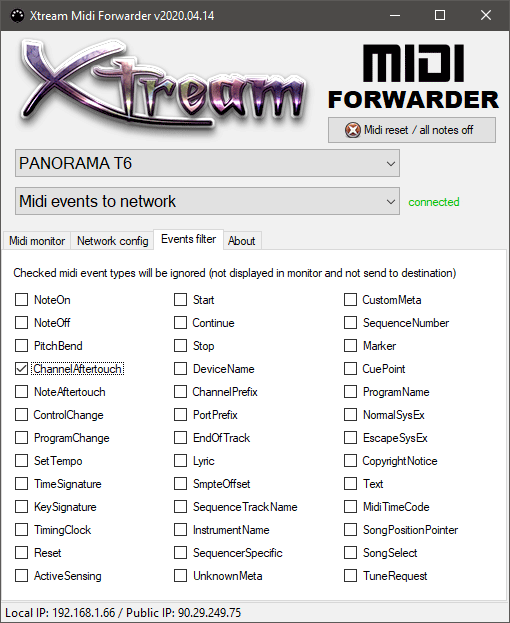 Xtream Midi Forwarder v2020.04.14
Xtream
MIDI
FORWARDER
Midi reset / all notes off
PANORAMA T6
Midi events to network
connected
Midi monitor Network config Events filter About
Checked midi event types will be ignored (not displayed in monitor and not send to destination)
NoteOn Start CustomMeta
NoteOff Continue SequenceNumber
PitchBend Stop Marker
ChannelAftertouch DeviceName CuePoint
NoteAftertouch ChannelPrefix ProgramName
ControlChange PortPrefix NormalSysEx
ProgramChange EndOfTrack EscapeSysEx
SetTempo Lyric CopyrightNotice
TimeSignature SmpteOffset Text
KeySignature SequenceTrackName MidiTimeCode
TimingClock InstrumentName SongPositionPointer
Reset SequencerSpecific SongSelect
ActiveSensing UnknownMeta TuneRequest
Local IP: 192.168.1.66 / Public IP: 90.29.249.75